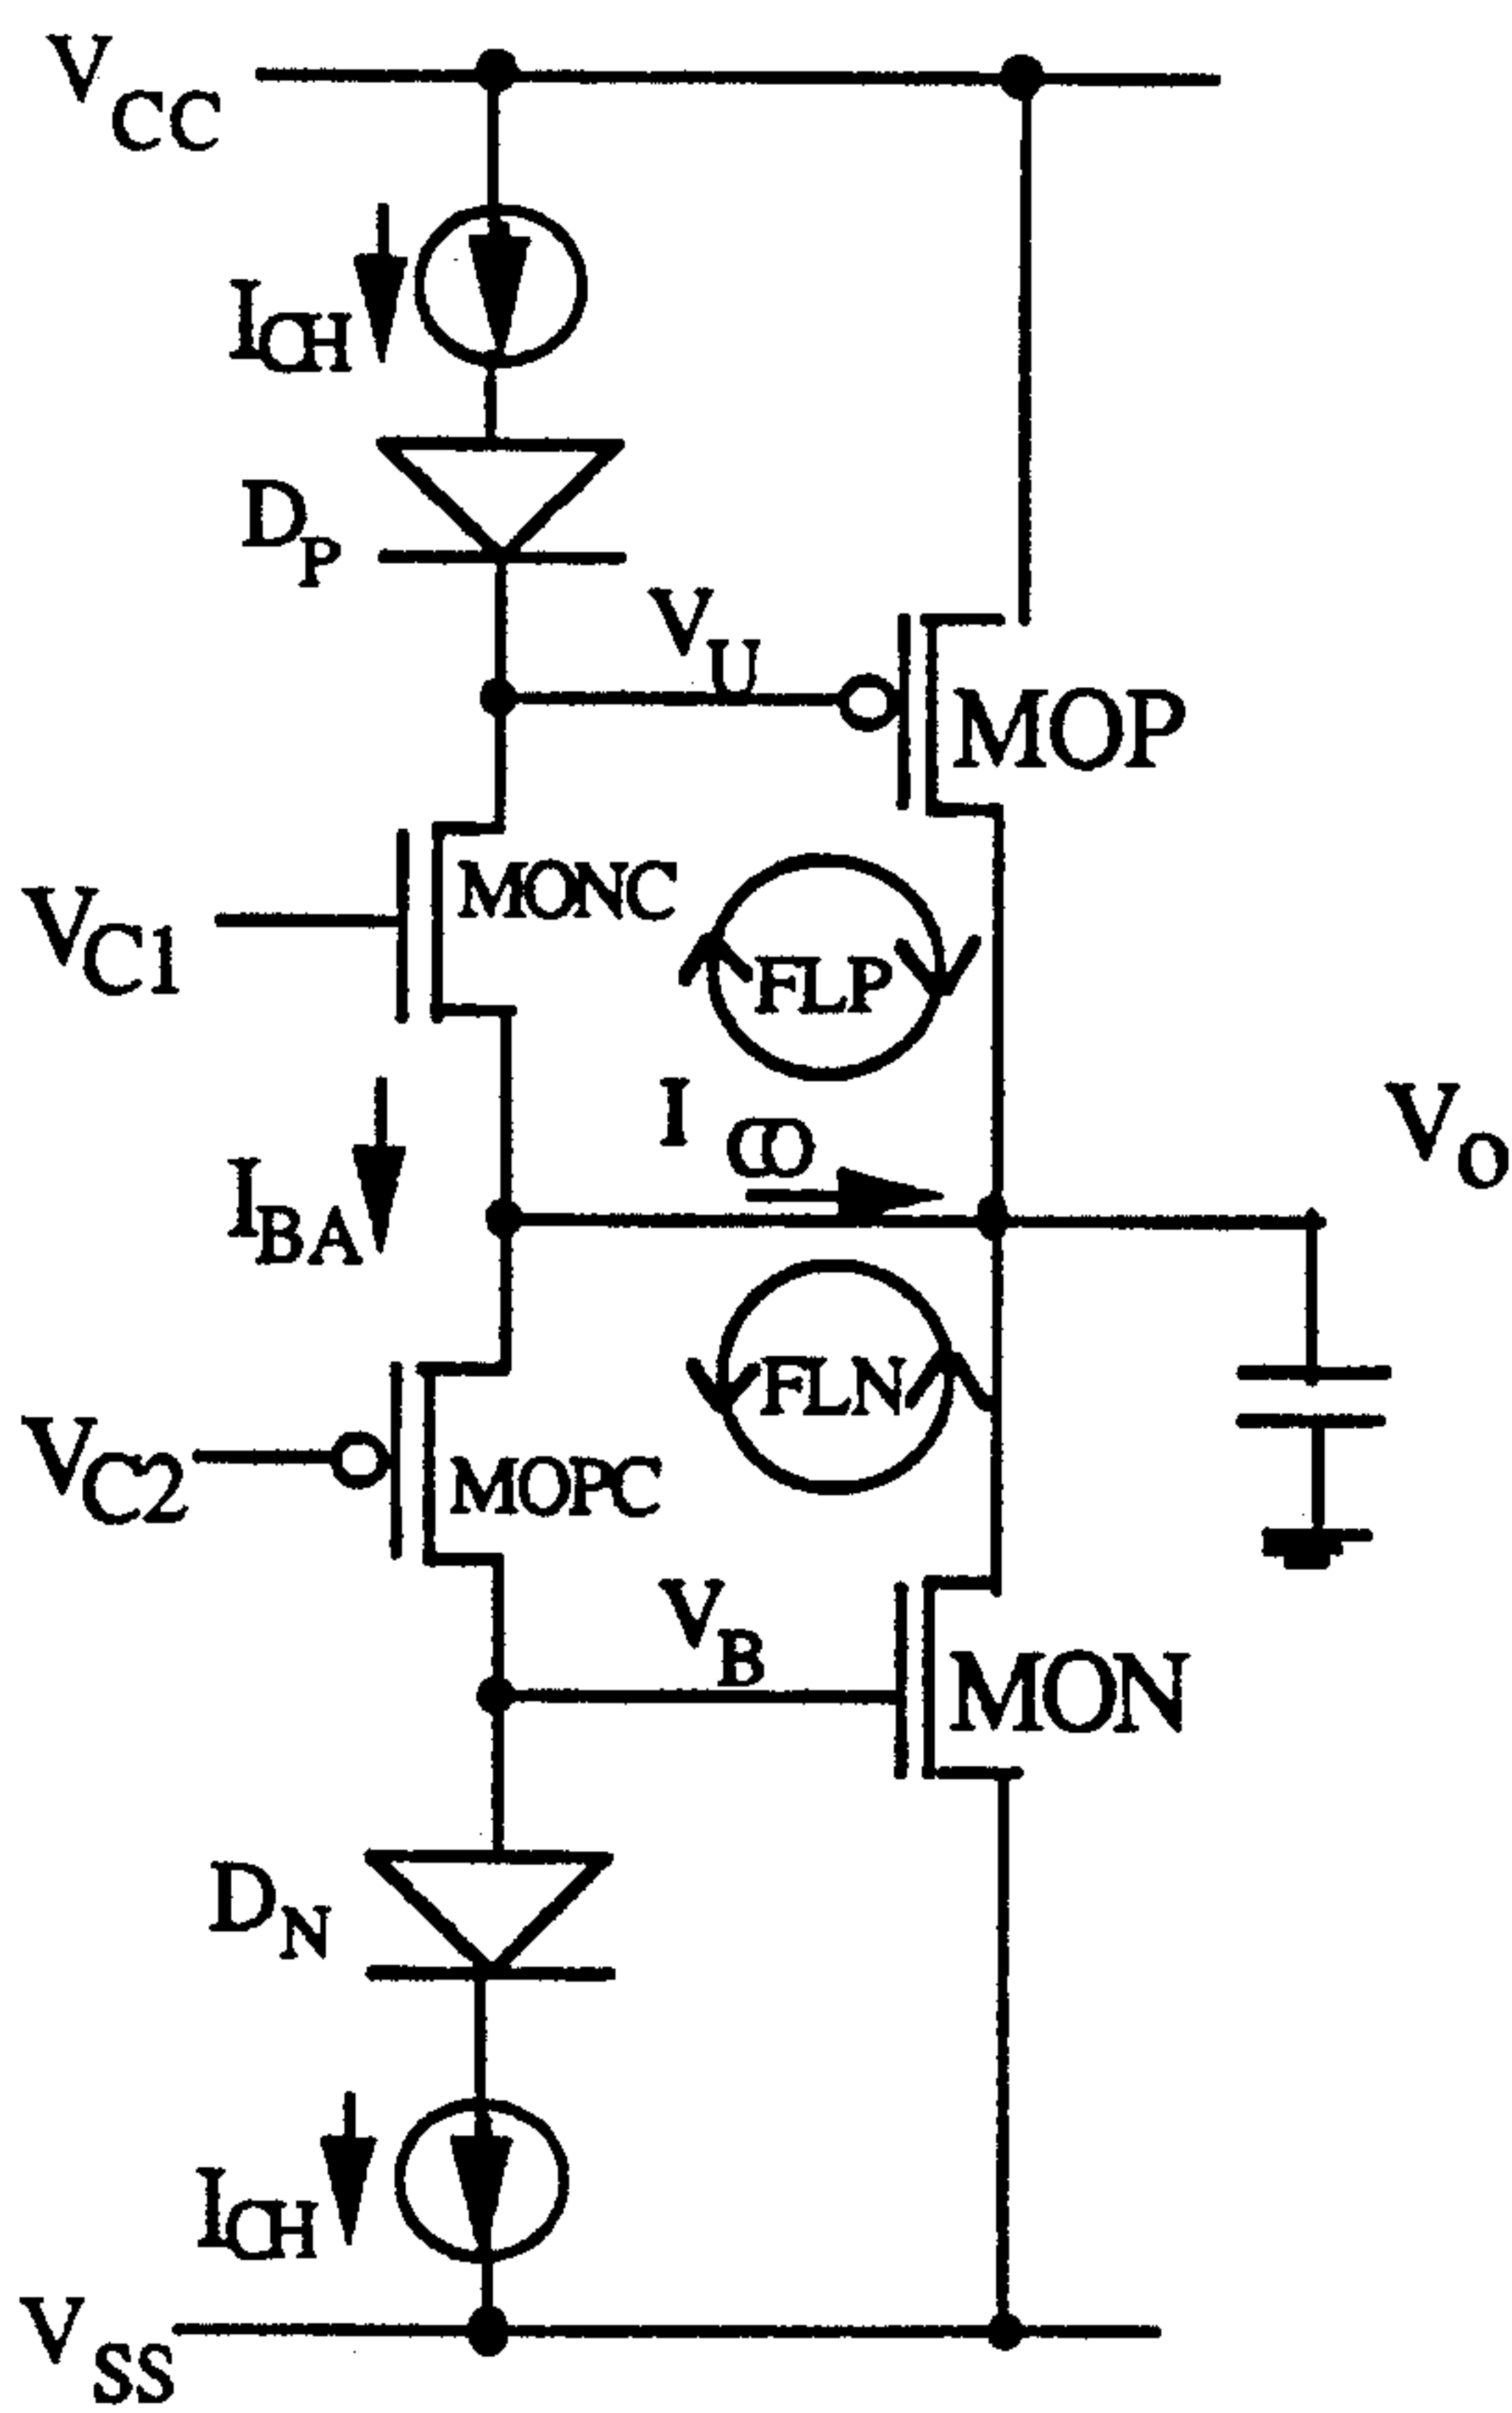 VCC
ICH
DP
VU
MOP
MONC
VC1
FLP
ICO
VO
IBA
FLN
VC2
MOPC
VB
MON
DN
ICH
VSS